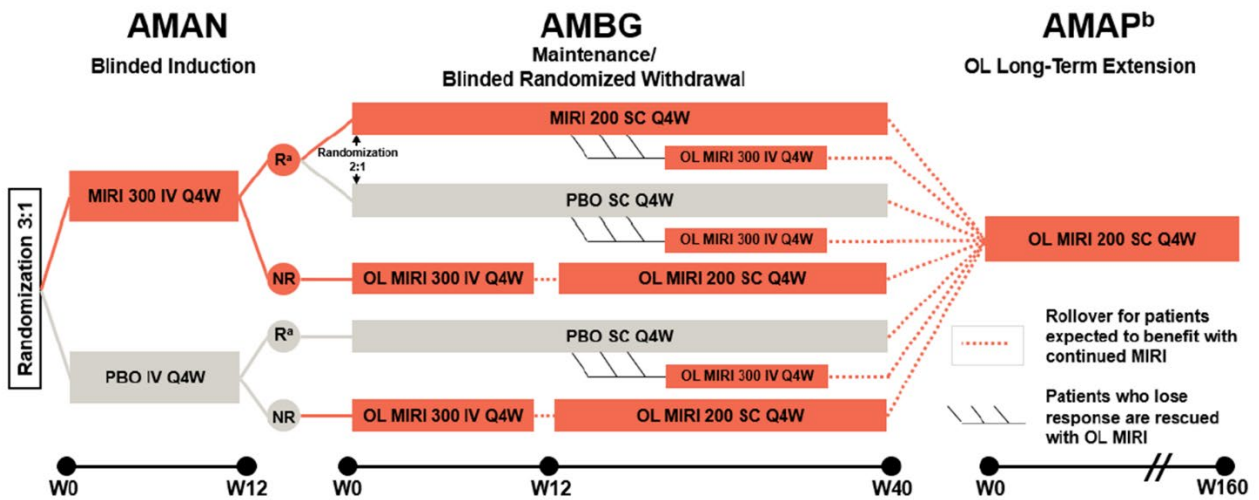 AMAN
Blinded Induction
AMBG
Maintenance/
Blinded Randomized Withdrawal
AMAPᵇ
OL Long-Term Extension
Randomization 3:1
MIRI 300 IV Q4W
PBO IV Q4W
Rᵃ
NR
Rᵃ
NR
Randomization
2:1
MIRI 200 SC Q4W
OL MIRI 300 IV Q4W
PBO SC Q4W
OL MIRI 300 IV Q4W
OL MIRI 300 IV Q4W
OL MIRI 200 SC Q4W
PBO SC Q4W
OL MIRI 300 IV Q4W
OL MIRI 300 IV Q4W
OL MIRI 200 SC Q4W
OL MIRI 200 SC Q4W
Rollover for patients
expected to benefit with
continued MIRI
Patients who lose
response are rescued
with OL MIRI
W0
W12
W0
W12
W40
W0
W160